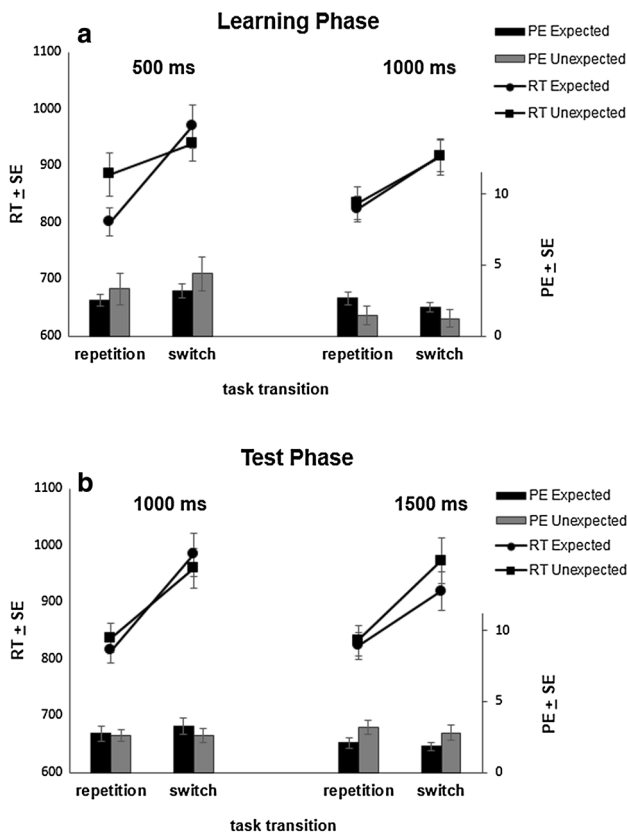 a
Learning Phase
500 ms
1000 ms
PE Expected
PE Unexpected
RT Expected
RT Unexpected
RT ± SE
1100
1000
900
800
700
600
PE ± SE
10
5
0
repetition
switch
repetition
switch
task transition
b
Test Phase
1000 ms
1500 ms
PE Expected
PE Unexpected
RT Expected
RT Unexpected
RT ± SE
1100
1000
900
800
700
600
PE ± SE
10
5
0
repetition
switch
repetition
switch
task transition